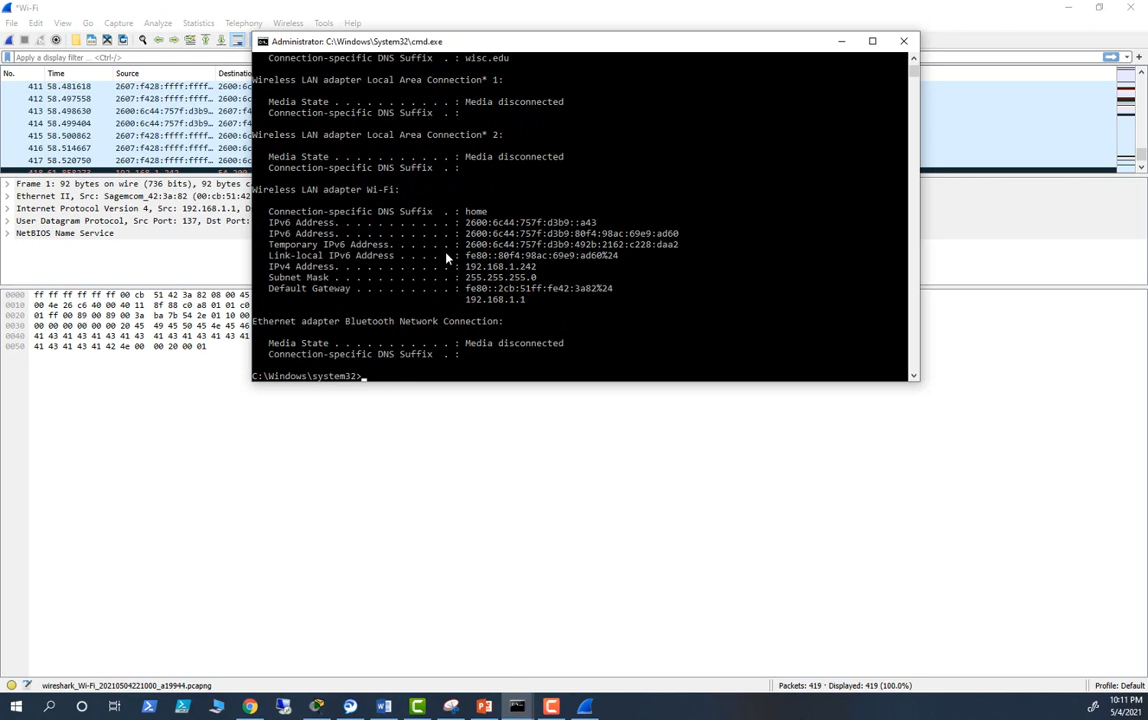 *Wi-Fi
File Edit View Go Capture Analyze Statistics Telephony Wireless Tools Help
Apply a display filter ... <Ctrl-/>
No. Time Source Destination
411 58.481618 2607:f428:ffff:ffff… 2600:6c
412 58.497558 2607:f428:ffff:ffff… 2600:6c
413 58.498630 2600:6c44:757f:d3b9… 2607:f4
414 58.499404 2600:6c44:757f:d3b9… 2607:f4
415 58.500862 2607:f428:ffff:ffff… 2600:6c
416 58.514667 2607:f428:ffff:ffff… 2600:6c
417 58.520750 2607:f428:ffff:ffff… 2600:6c
Frame 1: 92 bytes on wire (736 bits), 92 bytes ca
Ethernet II, Src: Sagemcom_42:3a:82 (00:cb:51:42
Internet Protocol Version 4, Src: 192.168.1.1, D
User Datagram Protocol, Src Port: 137, Dst Port:
NetBIOS Name Service
0000 ff ff ff ff ff ff 00 cb 51 42 3a 82 08 00 45
0010 00 4e 26 c6 40 00 40 11 8f 88 c0 a8 01 01 c0
0020 01 ff 00 89 00 89 00 3a ba 7b 54 2e 01 10 00
0030 00 00 00 00 00 00 20 45 49 45 50 45 4e 45 46
0040 41 43 41 43 41 43 41 43 41 43 41 43 41 43 41
0050 41 43 41 43 41 42 4e 00 00 20 00 01
Administrator: C:\Windows\System32\cmd.exe
Connection-specific DNS Suffix . : wisc.edu
Wireless LAN adapter Local Area Connection* 1:
Media State . . . . . . . . . . . : Media disconnected
Connection-specific DNS Suffix . :
Wireless LAN adapter Local Area Connection* 2:
Media State . . . . . . . . . . . : Media disconnected
Connection-specific DNS Suffix . :
Wireless LAN adapter Wi-Fi:
Connection-specific DNS Suffix . : home
IPv6 Address. . . . . . . . . . . : 2600:6c44:757f:d3b9::a43
IPv6 Address. . . . . . . . . . . : 2600:6c44:757f:d3b9:80f4:98ac:69e9:ad60
Temporary IPv6 Address. . . . . . : 2600:6c44:757f:d3b9:492b:2162:c228:daa2
Link-local IPv6 Address . . . . . : fe80::80f4:98ac:69e9:ad60%24
IPv4 Address. . . . . . . . . . . : 192.168.1.242
Subnet Mask . . . . . . . . . . . : 255.255.255.0
Default Gateway . . . . . . . . . : fe80::2cb:51ff:fe42:3a82%24
192.168.1.1
Ethernet adapter Bluetooth Network Connection:
Media State . . . . . . . . . . . : Media disconnected
Connection-specific DNS Suffix . :
C:\Windows\system32>_
wireshark_Wi-Fi_20210504221000_a19944.pcapng
Packets: 419 · Displayed: 419 (100.0%)
Profile: Default
10:11 PM
5/4/2021